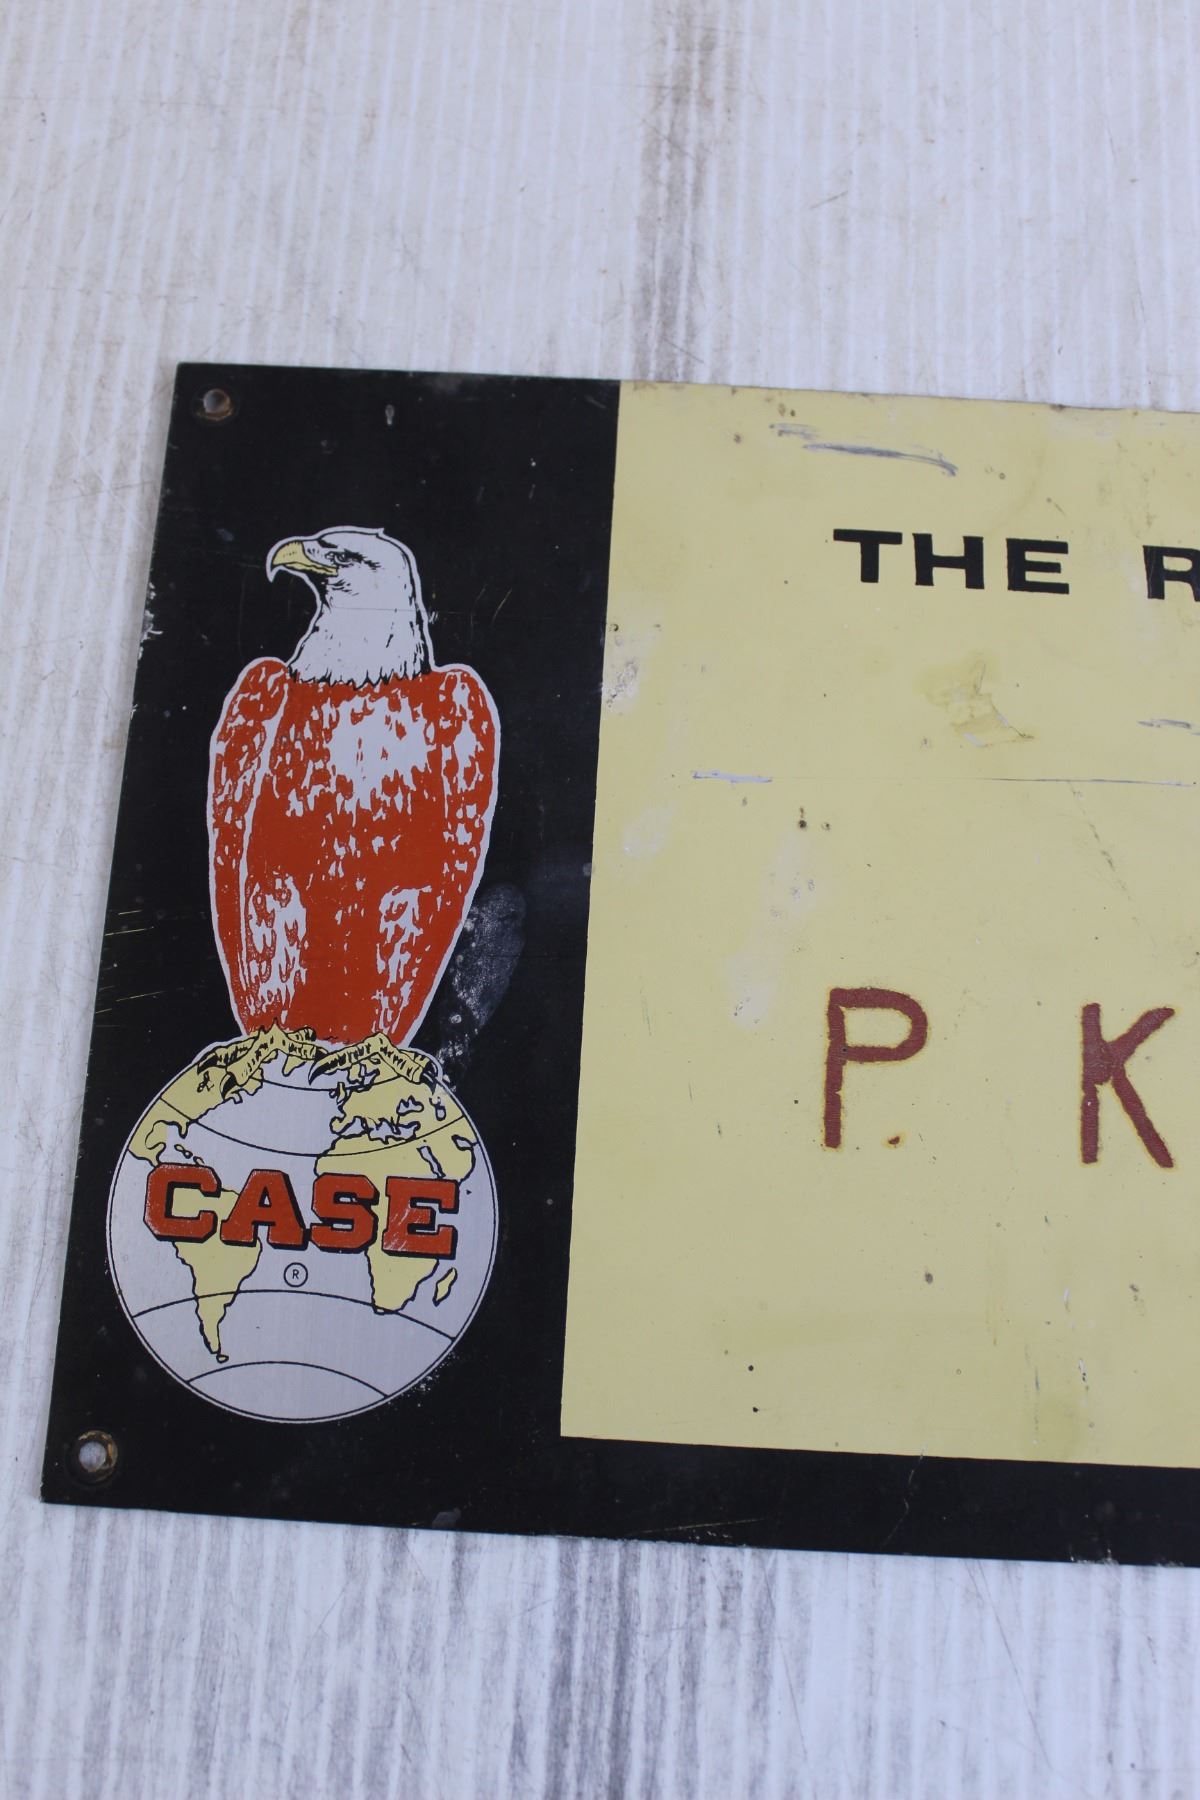 THE R
P. K
CASE
®